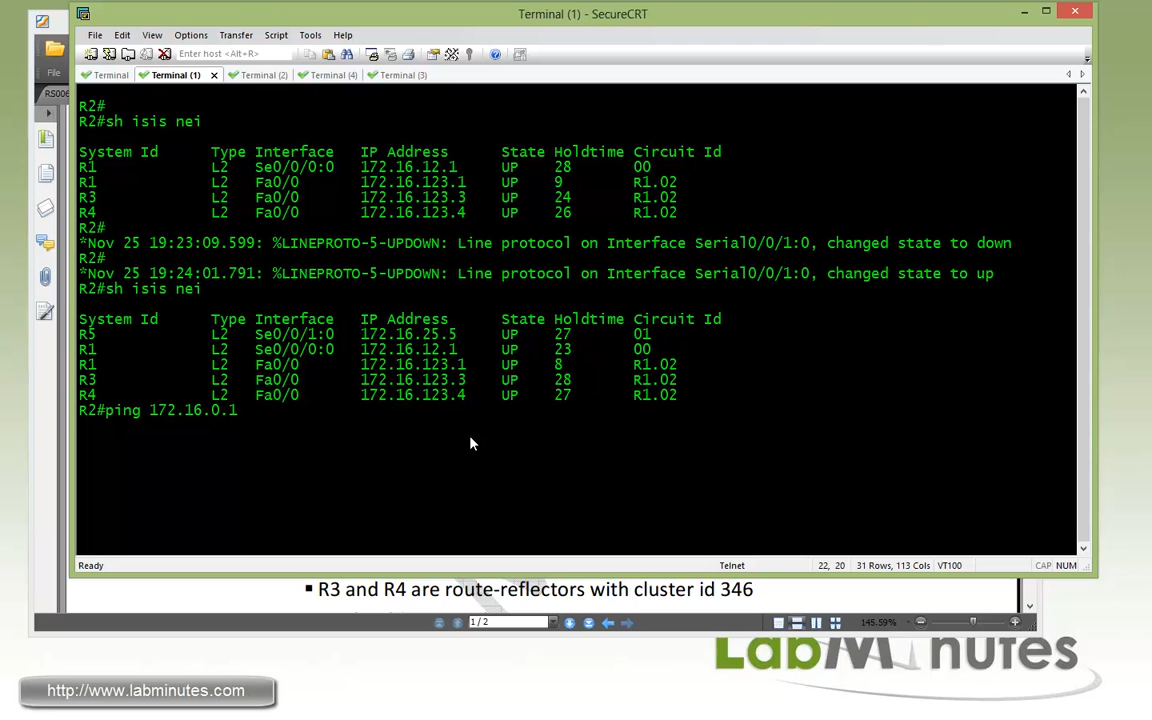 Terminal (1) - SecureCRT
File Edit View Options Transfer Script Tools Help
Enter host <Alt+R>
Terminal Terminal (1) Terminal (2) Terminal (4) Terminal (3)
File
RS006
R2#
R2#sh isis nei
System Id Type Interface IP Address State Holdtime Circuit Id
R1 L2 Se0/0/0:0 172.16.12.1 UP 28 00
R1 L2 Fa0/0 172.16.123.1 UP 9 R1.02
R3 L2 Fa0/0 172.16.123.3 UP 24 R1.02
R4 L2 Fa0/0 172.16.123.4 UP 26 R1.02
R2#
*Nov 25 19:23:09.599: %LINEPROTO-5-UPDOWN: Line protocol on Interface Serial0/0/1:0, changed state to down
R2#
*Nov 25 19:24:01.791: %LINEPROTO-5-UPDOWN: Line protocol on Interface Serial0/0/1:0, changed state to up
R2#sh isis nei
System Id Type Interface IP Address State Holdtime Circuit Id
R5 L2 Se0/0/1:0 172.16.25.5 UP 27 01
R1 L2 Se0/0/0:0 172.16.12.1 UP 23 00
R1 L2 Fa0/0 172.16.123.1 UP 8 R1.02
R3 L2 Fa0/0 172.16.123.3 UP 28 R1.02
R4 L2 Fa0/0 172.16.123.4 UP 27 R1.02
R2#ping 172.16.0.1
Ready Telnet 22, 20 31 Rows, 113 Cols VT100 CAP NUM
▪ R3 and R4 are route-reflectors with cluster id 346
1 / 2 145.59%
LabMinutes
http://www.labminutes.com